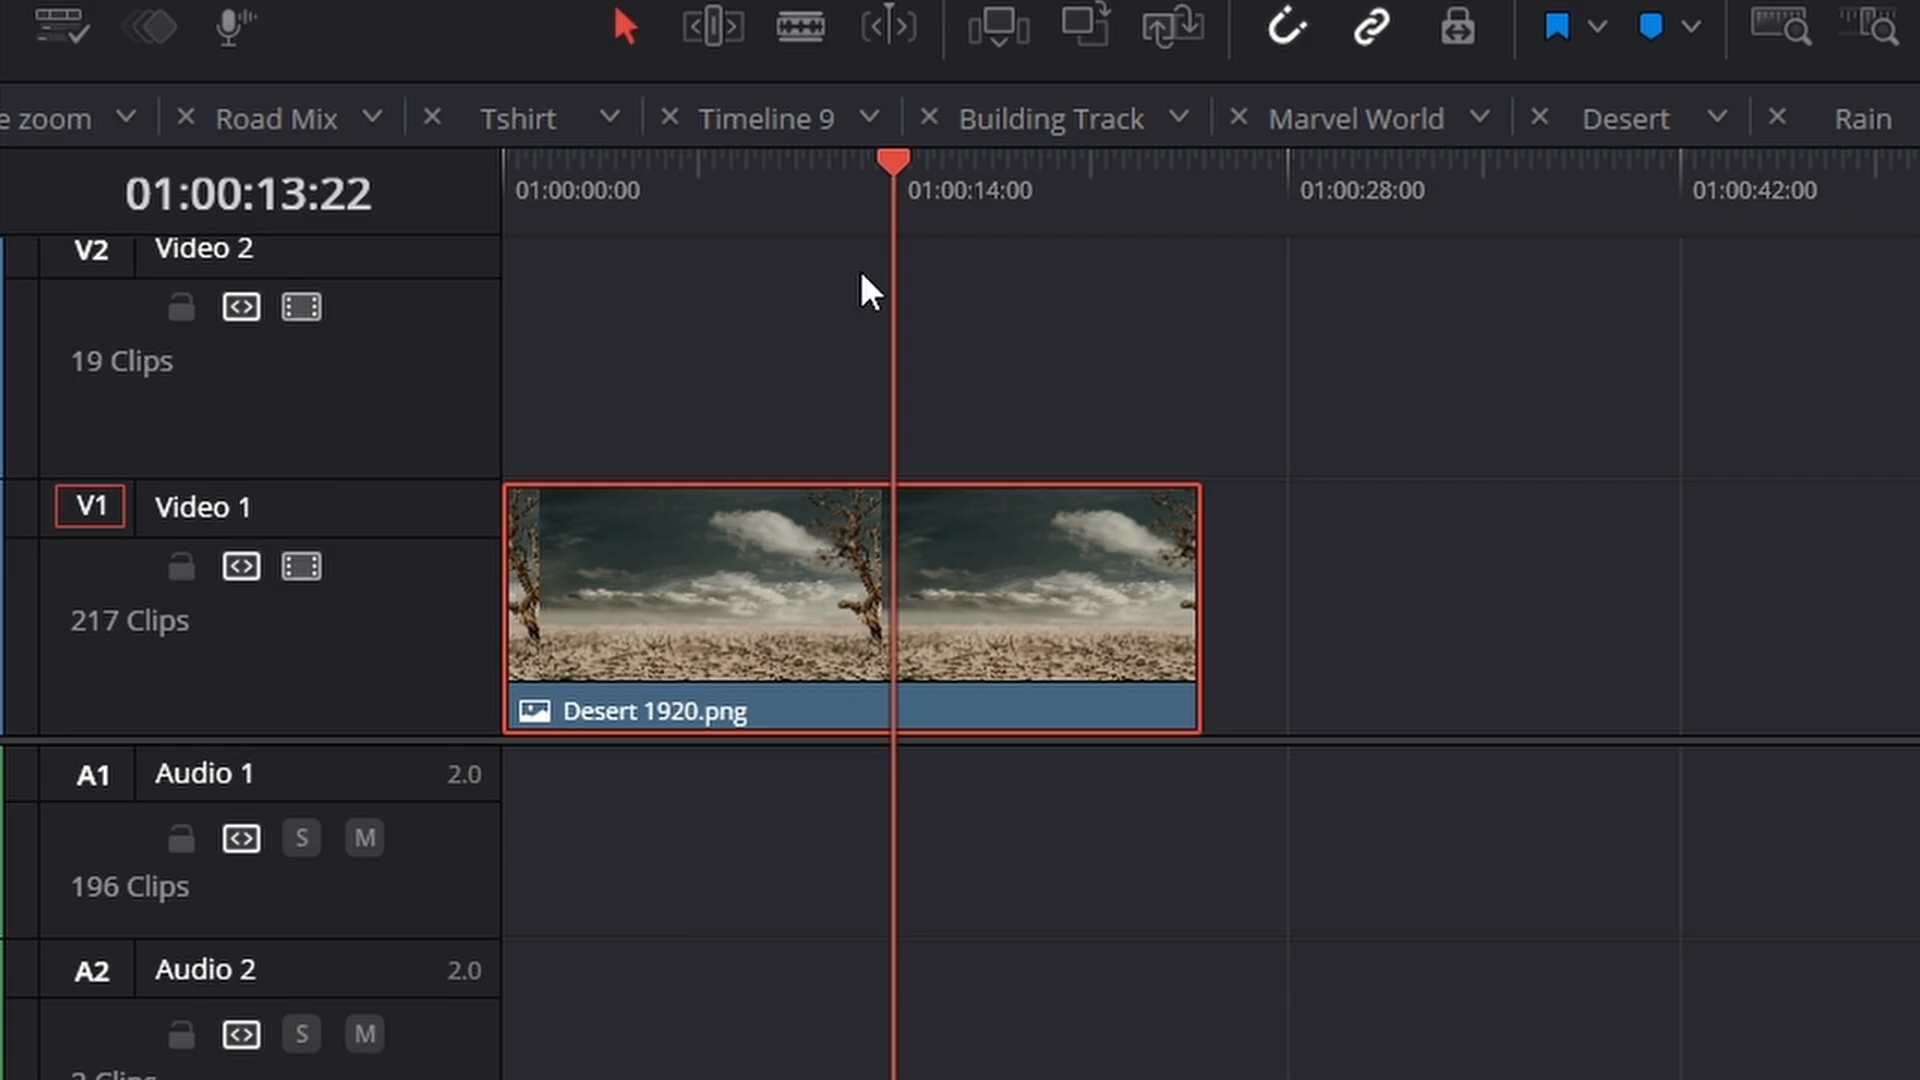 e zoom Road Mix Tshirt Timeline 9 Building Track Marvel World Desert Rain
01:00:13:22 01:00:00:00 01:00:14:00 01:00:28:00 01:00:42:00
V2 Video 2
19 Clips
V1 Video 1
217 Clips
Desert 1920.png
A1 Audio 1 2.0
S M
196 Clips
A2 Audio 2 2.0
S M
2 Clips